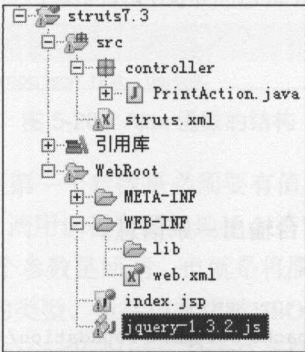 struts7.3
src
controller
PrintAction.java
struts.xml
引用库
WebRoot
META-INF
WEB-INF
lib
web.xml
index.jsp
jquery-1.3.2.js